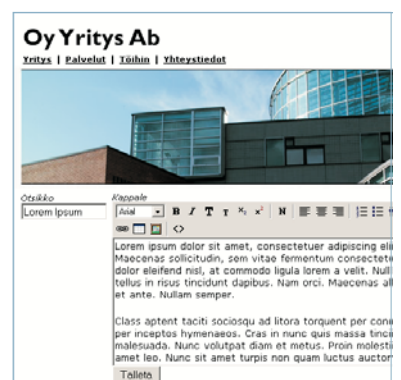 Oy Yritys Ab
Yritys | Palvelut | Töihin | Yhteystiedot
Otsikko
Kappale
Lorem Ipsum
Arial
Lorem ipsum dolor sit amet, consectetuer adipiscing eli
Maecenas sollicitudin, sem vitae fermentum consectete
dolor eleifend nisl, at commodo ligula lorem a velit. Null
tellus in risus tincidunt dapibus. Nam orci. Maecenas al
et ante. Nullam semper.
Class aptent taciti sociosqu ad litora torquent per con
per inceptos hymenaeos. Cras in nunc quis massa tinci
malesuada. Nunc volutpat diam et metus. Proin molesti
amet leo. Nunc sit amet turpis non quam luctus auctor
Talleta